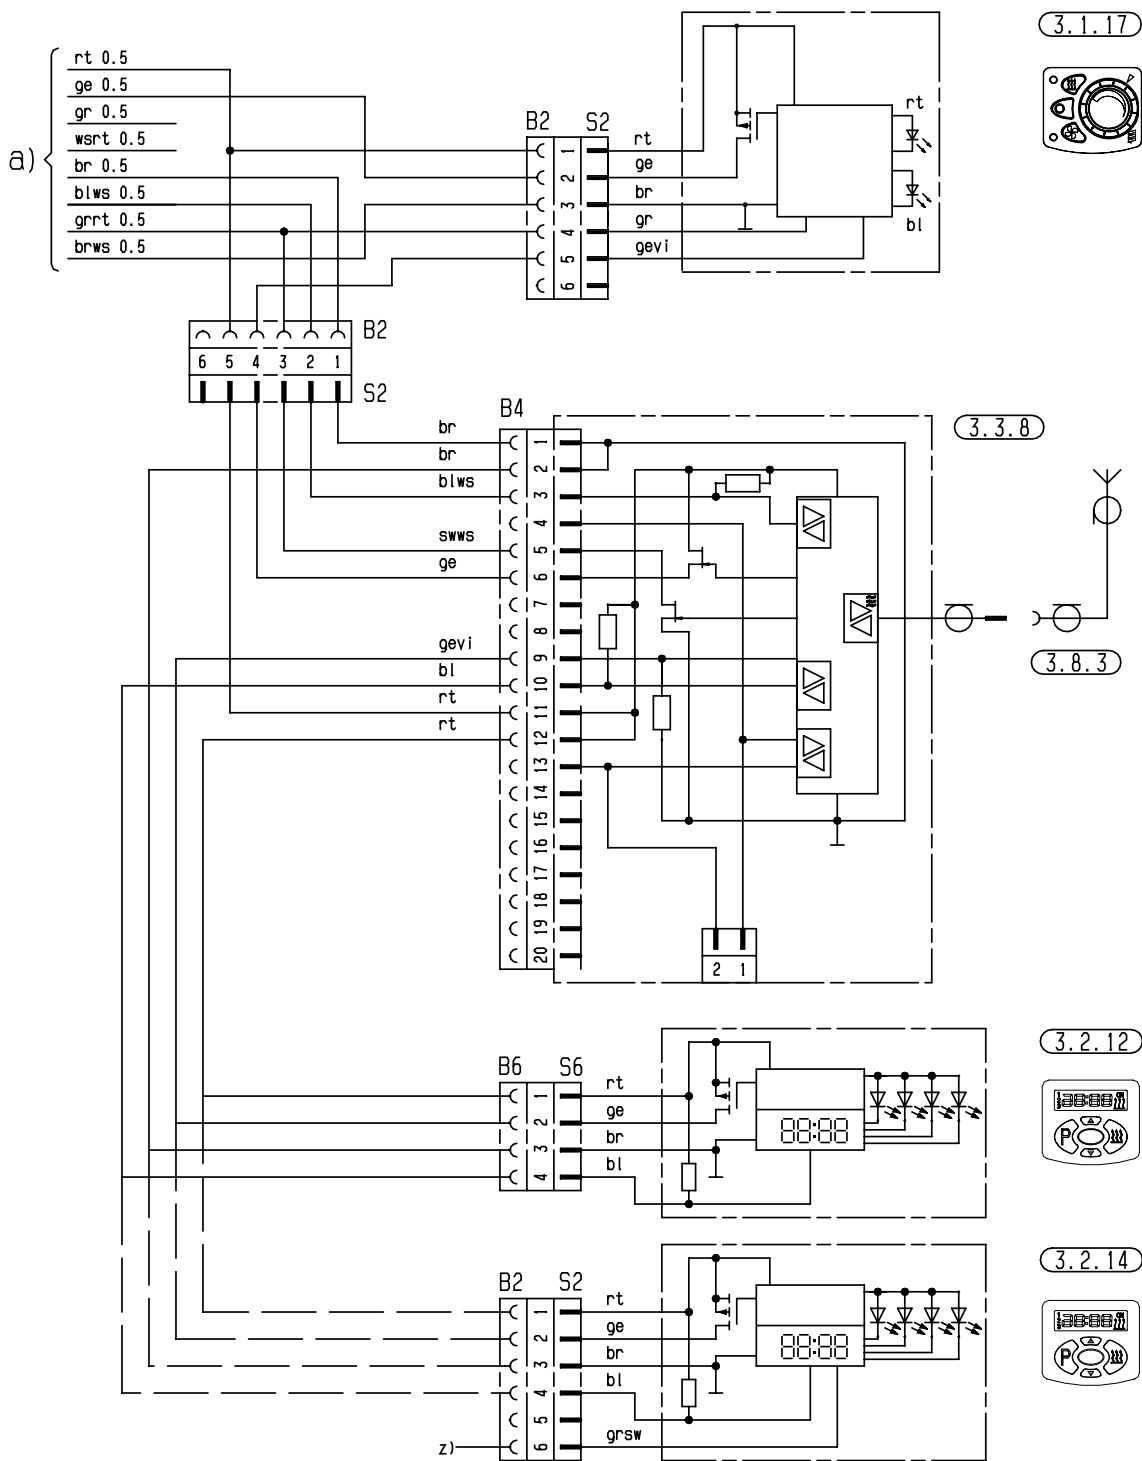 3.1.17
a)
rt 0.5
ge 0.5
gr 0.5
wsrt 0.5
br 0.5
blws 0.5
grrt 0.5
brws 0.5
B2 S2
1
2
3
4
5
6
rt
ge
br
gr
gevi
rt
bl
B2
6 5 4 3 2 1
S2
B4
3.3.8
br
br
blws
swws
ge
gevi
bl
rt
rt
1
2
3
4
5
6
7
8
9
10
11
12
13
14
15
16
17
18
19
20
2 1
3.8.3
3.2.12
B6 S6
1
2
3
4
rt
ge
br
bl
88:88
P
3.2.14
B2 S2
1
2
3
4
5
6
rt
ge
br
bl
grsw
88:88
P
z)